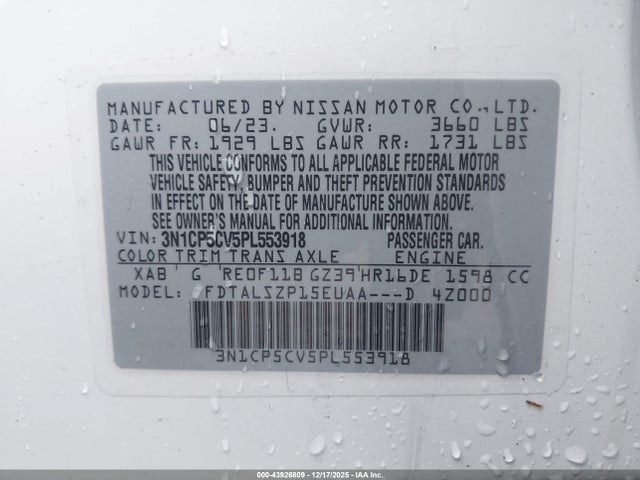 MANUFACTURED BY NISSAN MOTOR CO., LTD.
DATE: 06/23. GVWR: 3660 LBS
GAWR FR: 1929 LBS GAWR RR: 1731 LBS
THIS VEHICLE CONFORMS TO ALL APPLICABLE FEDERAL MOTOR
VEHICLE SAFETY, BUMPER AND THEFT PREVENTION STANDARDS
IN EFFECT ON THE DATE OF MANUFACTURE SHOWN ABOVE.
SEE OWNER'S MANUAL FOR ADDITIONAL INFORMATION.
VIN: 3N1CP5CV5PL553918 PASSENGER CAR.
COLOR TRIM TRANS AXLE ENGINE
XAB G RE0F11B GZ39 HR16DE 1598 CC
FDTALSZP15EUAA---D 4Z000
3N1CP5CV5PL553918
000-43926809 - 12/17/2025 - IAA Inc.